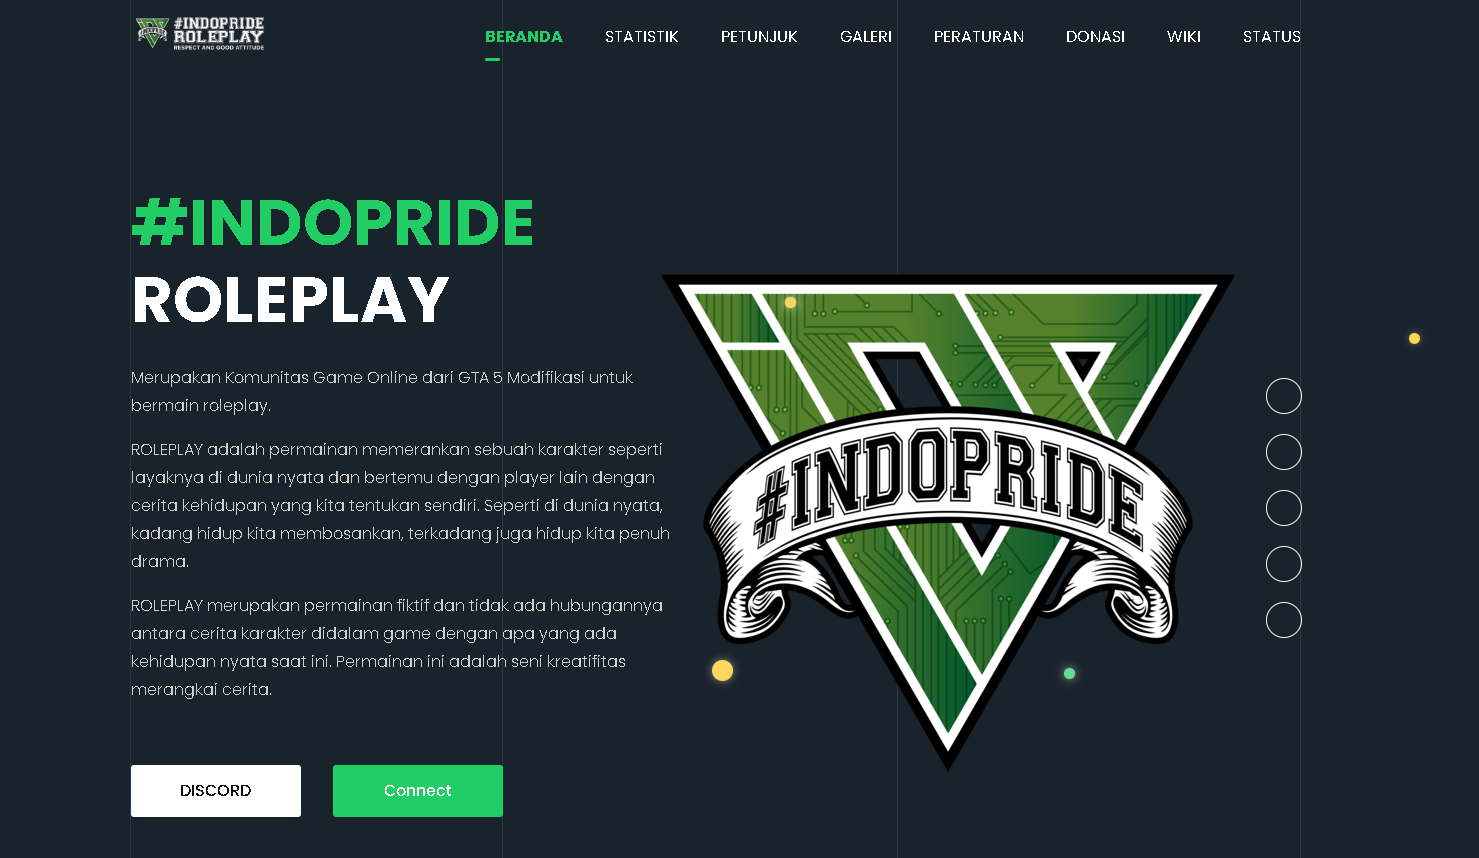 #INDOPRIDE
ROLEPLAY
RESPECT AND GOOD ATTITUDE
BERANDA
STATISTIK
PETUNJUK
GALERI
PERATURAN
DONASI
WIKI
STATUS
#INDOPRIDE
ROLEPLAY
Merupakan Komunitas Game Online dari GTA 5 Modifikasi untuk
bermain roleplay.
ROLEPLAY adalah permainan memerankan sebuah karakter seperti
layaknya di dunia nyata dan bertemu dengan player lain dengan
cerita kehidupan yang kita tentukan sendiri. Seperti di dunia nyata,
kadang hidup kita membosankan, terkadang juga hidup kita penuh
drama.
ROLEPLAY merupakan permainan fiktif dan tidak ada hubungannya
antara cerita karakter didalam game dengan apa yang ada
kehidupan nyata saat ini. Permainan ini adalah seni kreatifitas
merangkai cerita.
DISCORD
Connect
#INDOPRIDE